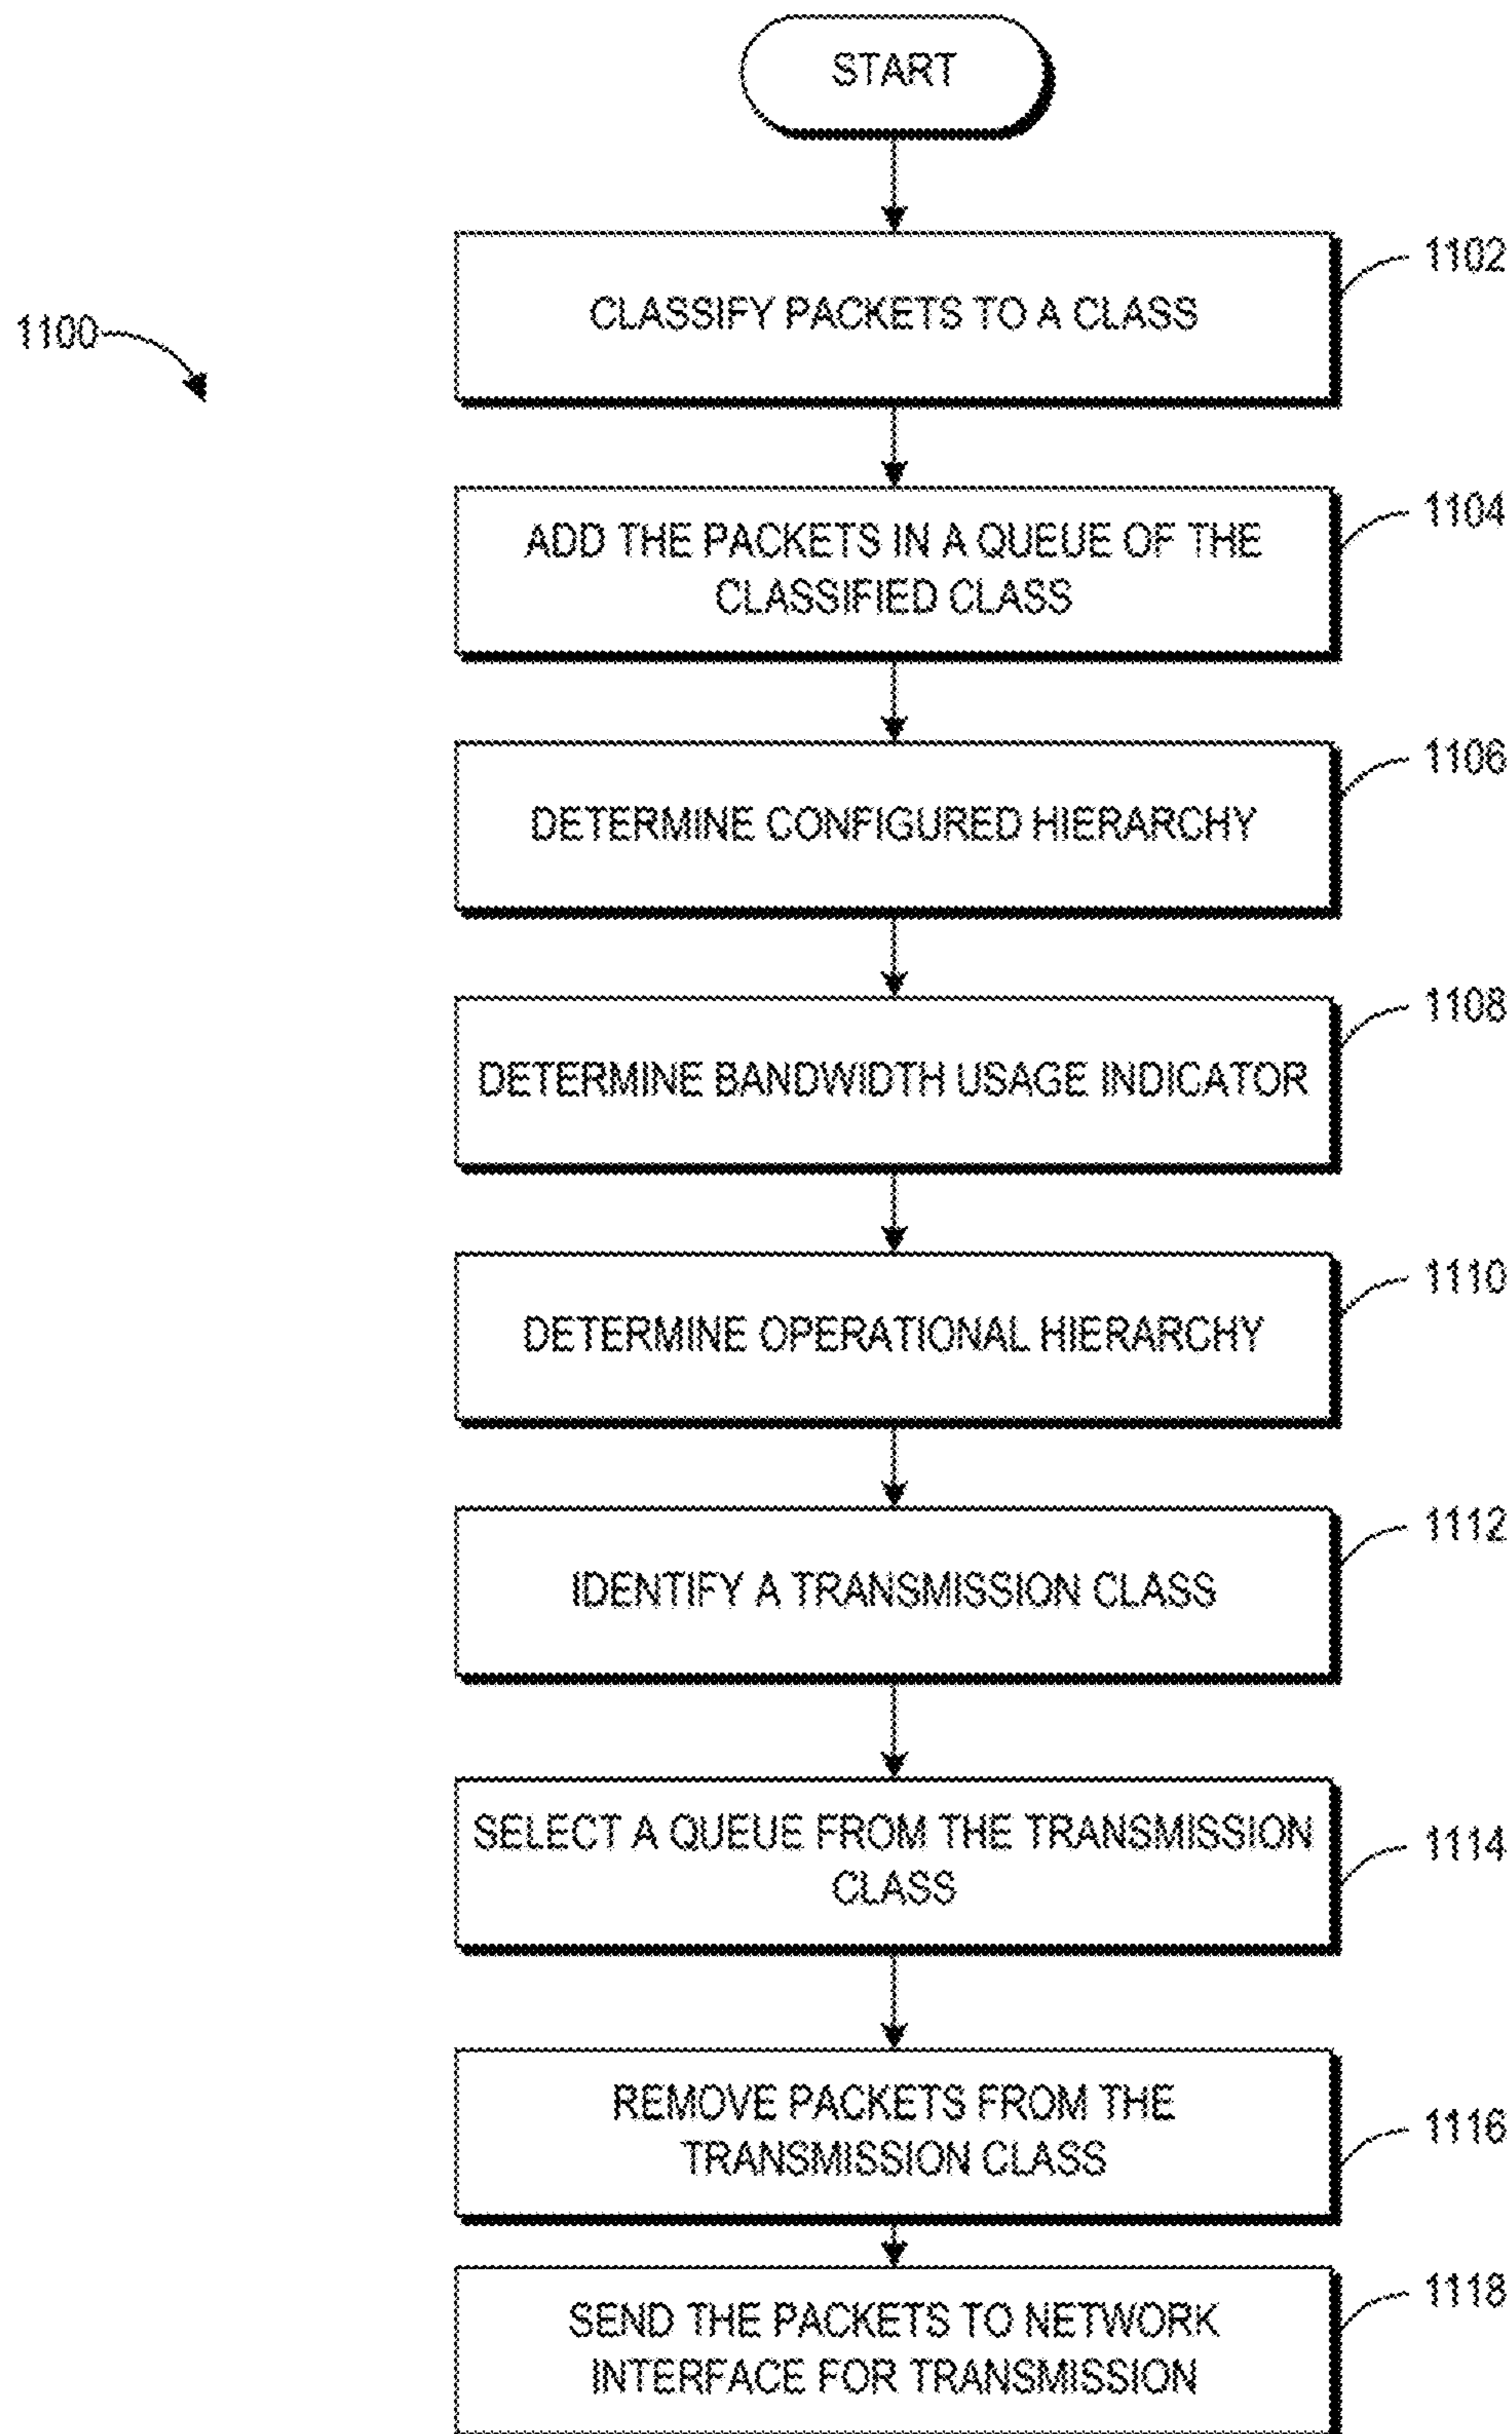 START
1100
CLASSIFY PACKETS TO A CLASS
1102
ADD THE PACKETS IN A QUEUE OF THE
CLASSIFIED CLASS
1104
DETERMINE CONFIGURED HIERARCHY
1106
DETERMINE BANDWIDTH USAGE INDICATOR
1108
DETERMINE OPERATIONAL HIERARCHY
1110
IDENTIFY A TRANSMISSION CLASS
1112
SELECT A QUEUE FROM THE TRANSMISSION
CLASS
1114
REMOVE PACKETS FROM THE
TRANSMISSION CLASS
1116
SEND THE PACKETS TO NETWORK
INTERFACE FOR TRANSMISSION
1118